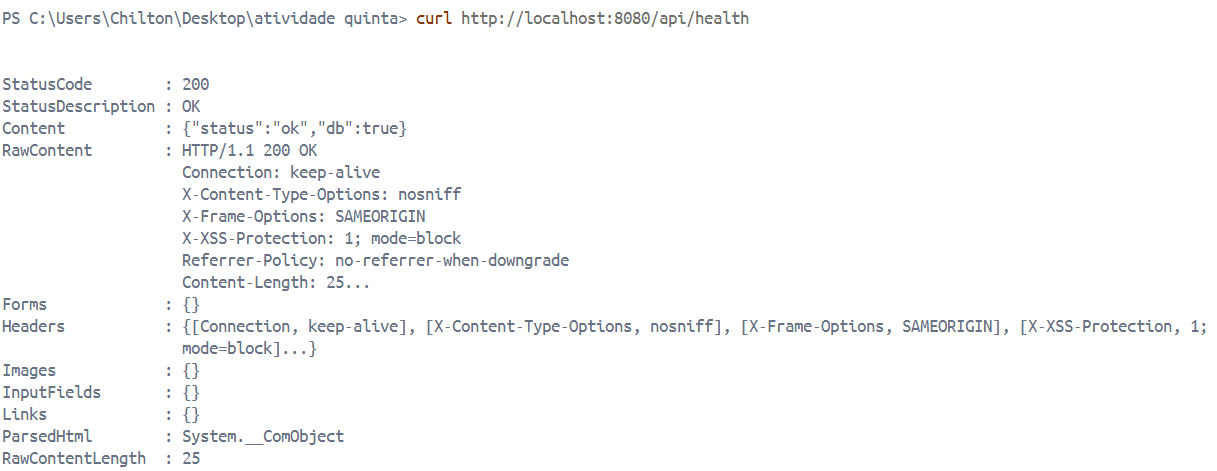 PS C:\Users\Chilton\Desktop\atividade quinta> curl http://localhost:8080/api/health
StatusCode        : 200
StatusDescription : OK
Content           : {"status":"ok","db":true}
RawContent        : HTTP/1.1 200 OK
                    Connection: keep-alive
                    X-Content-Type-Options: nosniff
                    X-Frame-Options: SAMEORIGIN
                    X-XSS-Protection: 1; mode=block
                    Referrer-Policy: no-referrer-when-downgrade
                    Content-Length: 25...
Forms             : {}
Headers           : {[Connection, keep-alive], [X-Content-Type-Options, nosniff], [X-Frame-Options, SAMEORIGIN], [X-XSS-Protection, 1;
                    mode=block]...}
Images            : {}
InputFields       : {}
Links             : {}
ParsedHtml        : System.__ComObject
RawContentLength  : 25